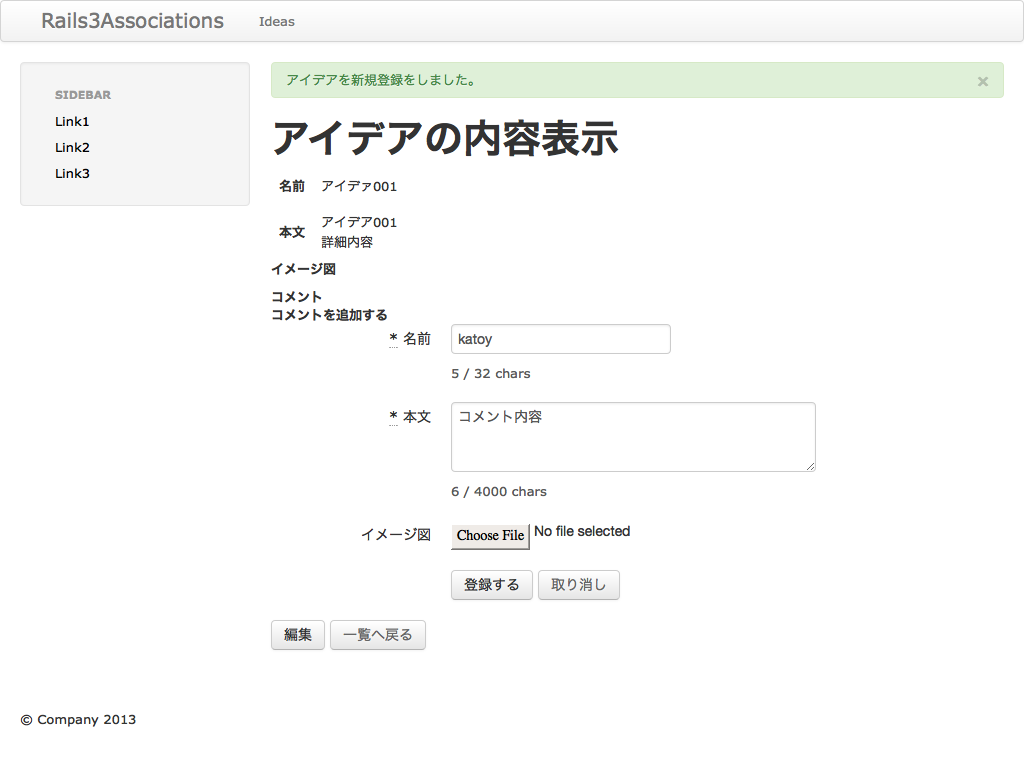 Rails3Associations Ideas
SIDEBAR
Link1
Link2
Link3
アイデアを新規登録をしました。 ×
アイデアの内容表示
名前 アイデァ001
本文 アイデア001
詳細内容
イメージ図
コメント
コメントを追加する
* 名前 katoy
5 / 32 chars
* 本文 コメント内容
6 / 4000 chars
イメージ図 Choose File No file selected
登録する 取り消し
編集 一覧へ戻る
© Company 2013